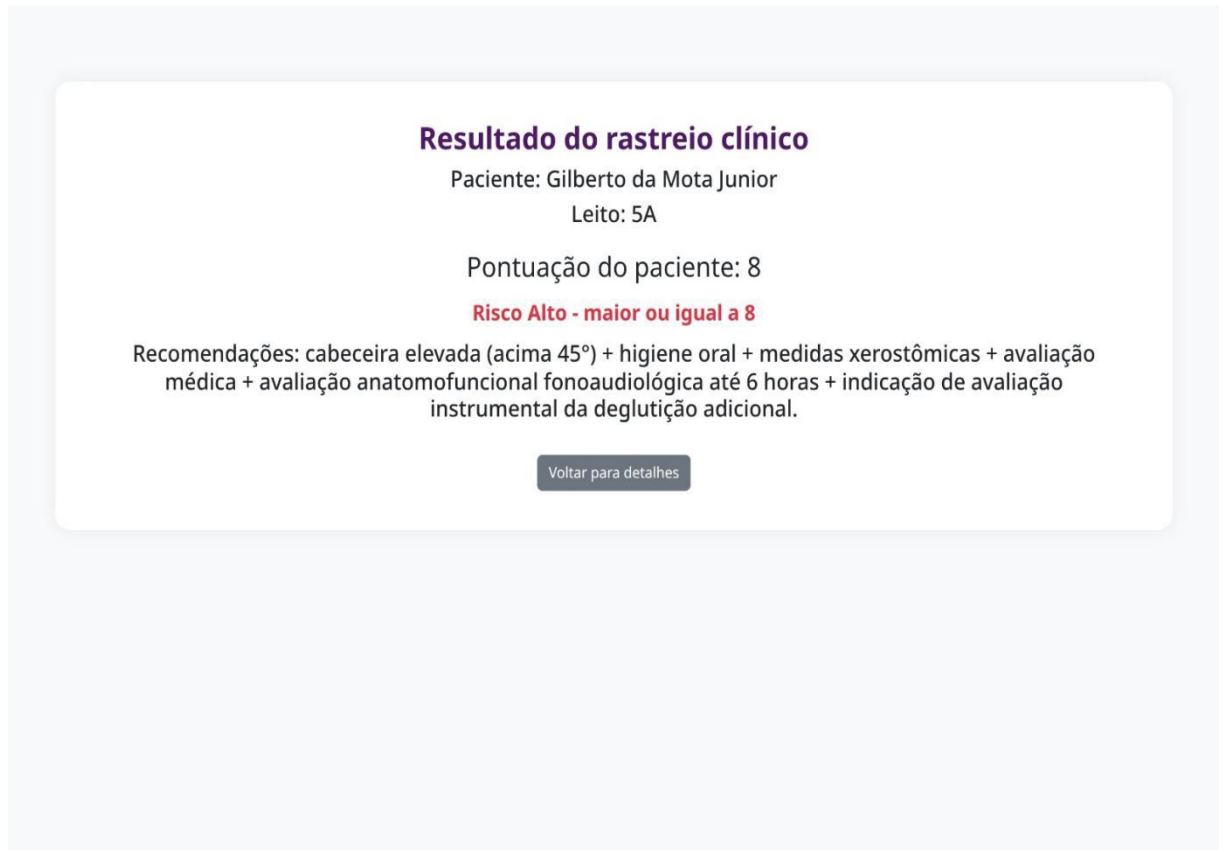 Resultado do rastreio clínico
Paciente: Gilberto da Mota Junior
Leito: 5A
Pontuação do paciente: 8
Risco Alto - maior ou igual a 8
Recomendações: cabeceira elevada (acima 45°) + higiene oral + medidas xerostômicas + avaliação
médica + avaliação anatomofuncional fonoaudiológica até 6 horas + indicação de avaliação
instrumental da deglutição adicional.
Voltar para detalhes